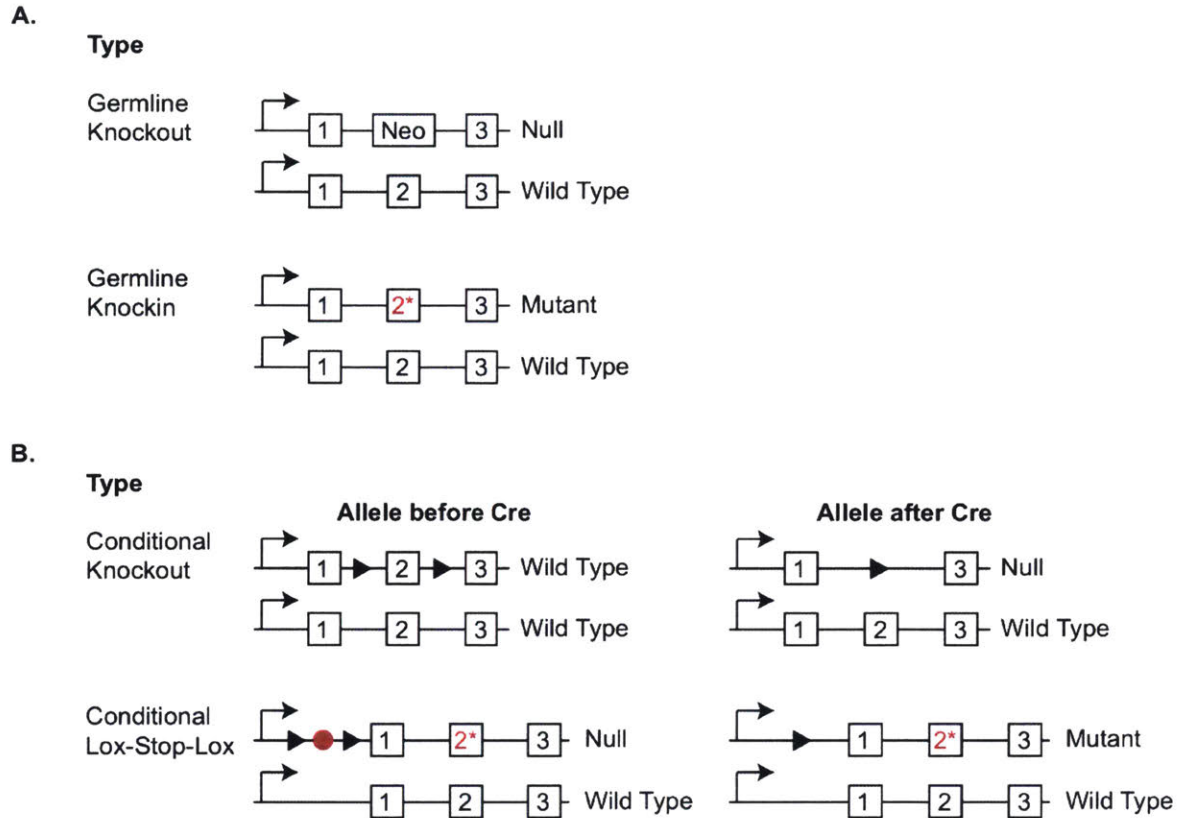 A.
Type
Germline
Knockout
1 Neo 3 Null
1 2 3 Wild Type
Germline
Knockin
1 2* 3 Mutant
1 2 3 Wild Type
B.
Type
Allele before Cre Allele after Cre
Conditional
Knockout
1 2 3 Wild Type 1 3 Null
1 2 3 Wild Type 1 2 3 Wild Type
Conditional
Lox-Stop-Lox
1 2* 3 Null 1 2* 3 Mutant
1 2 3 Wild Type 1 2 3 Wild Type